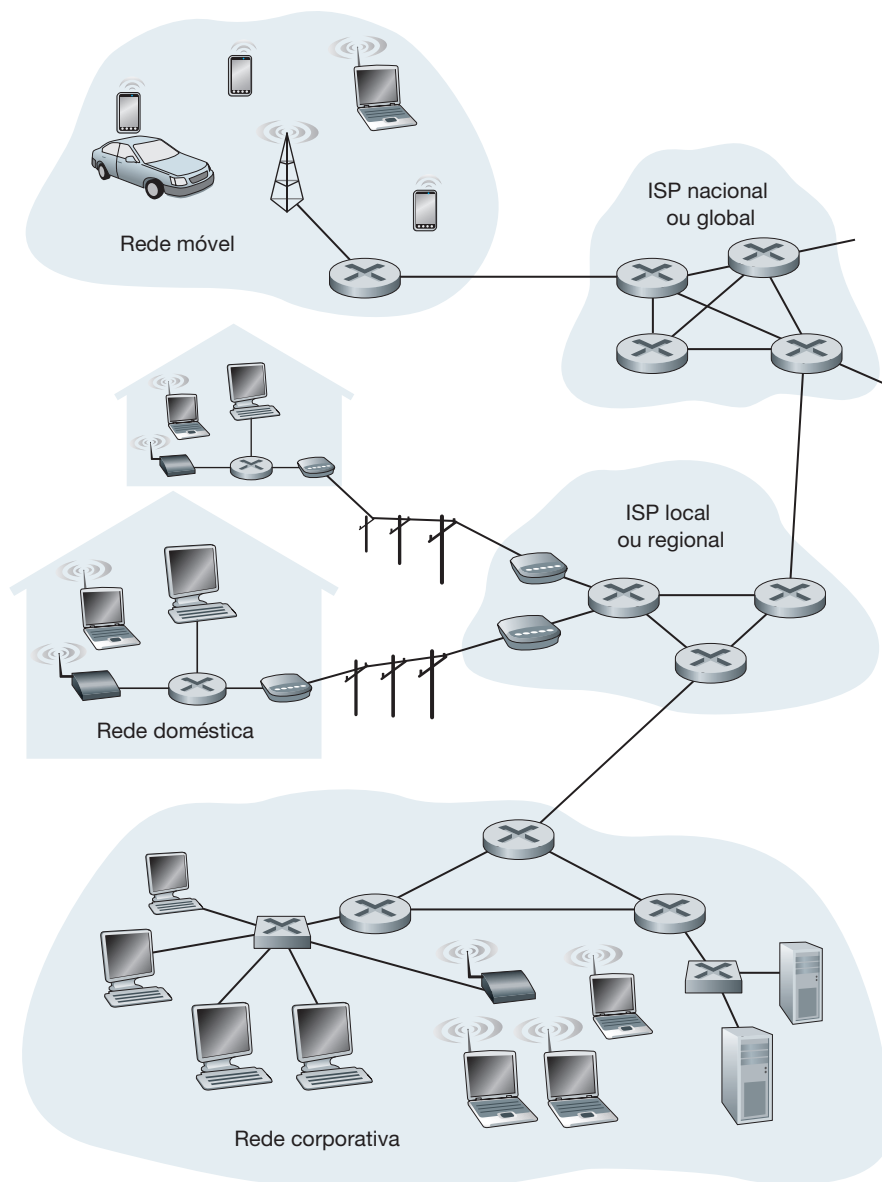 Rede móvel
ISP nacional
ou global
ISP local
ou regional
Rede doméstica
Rede corporativa